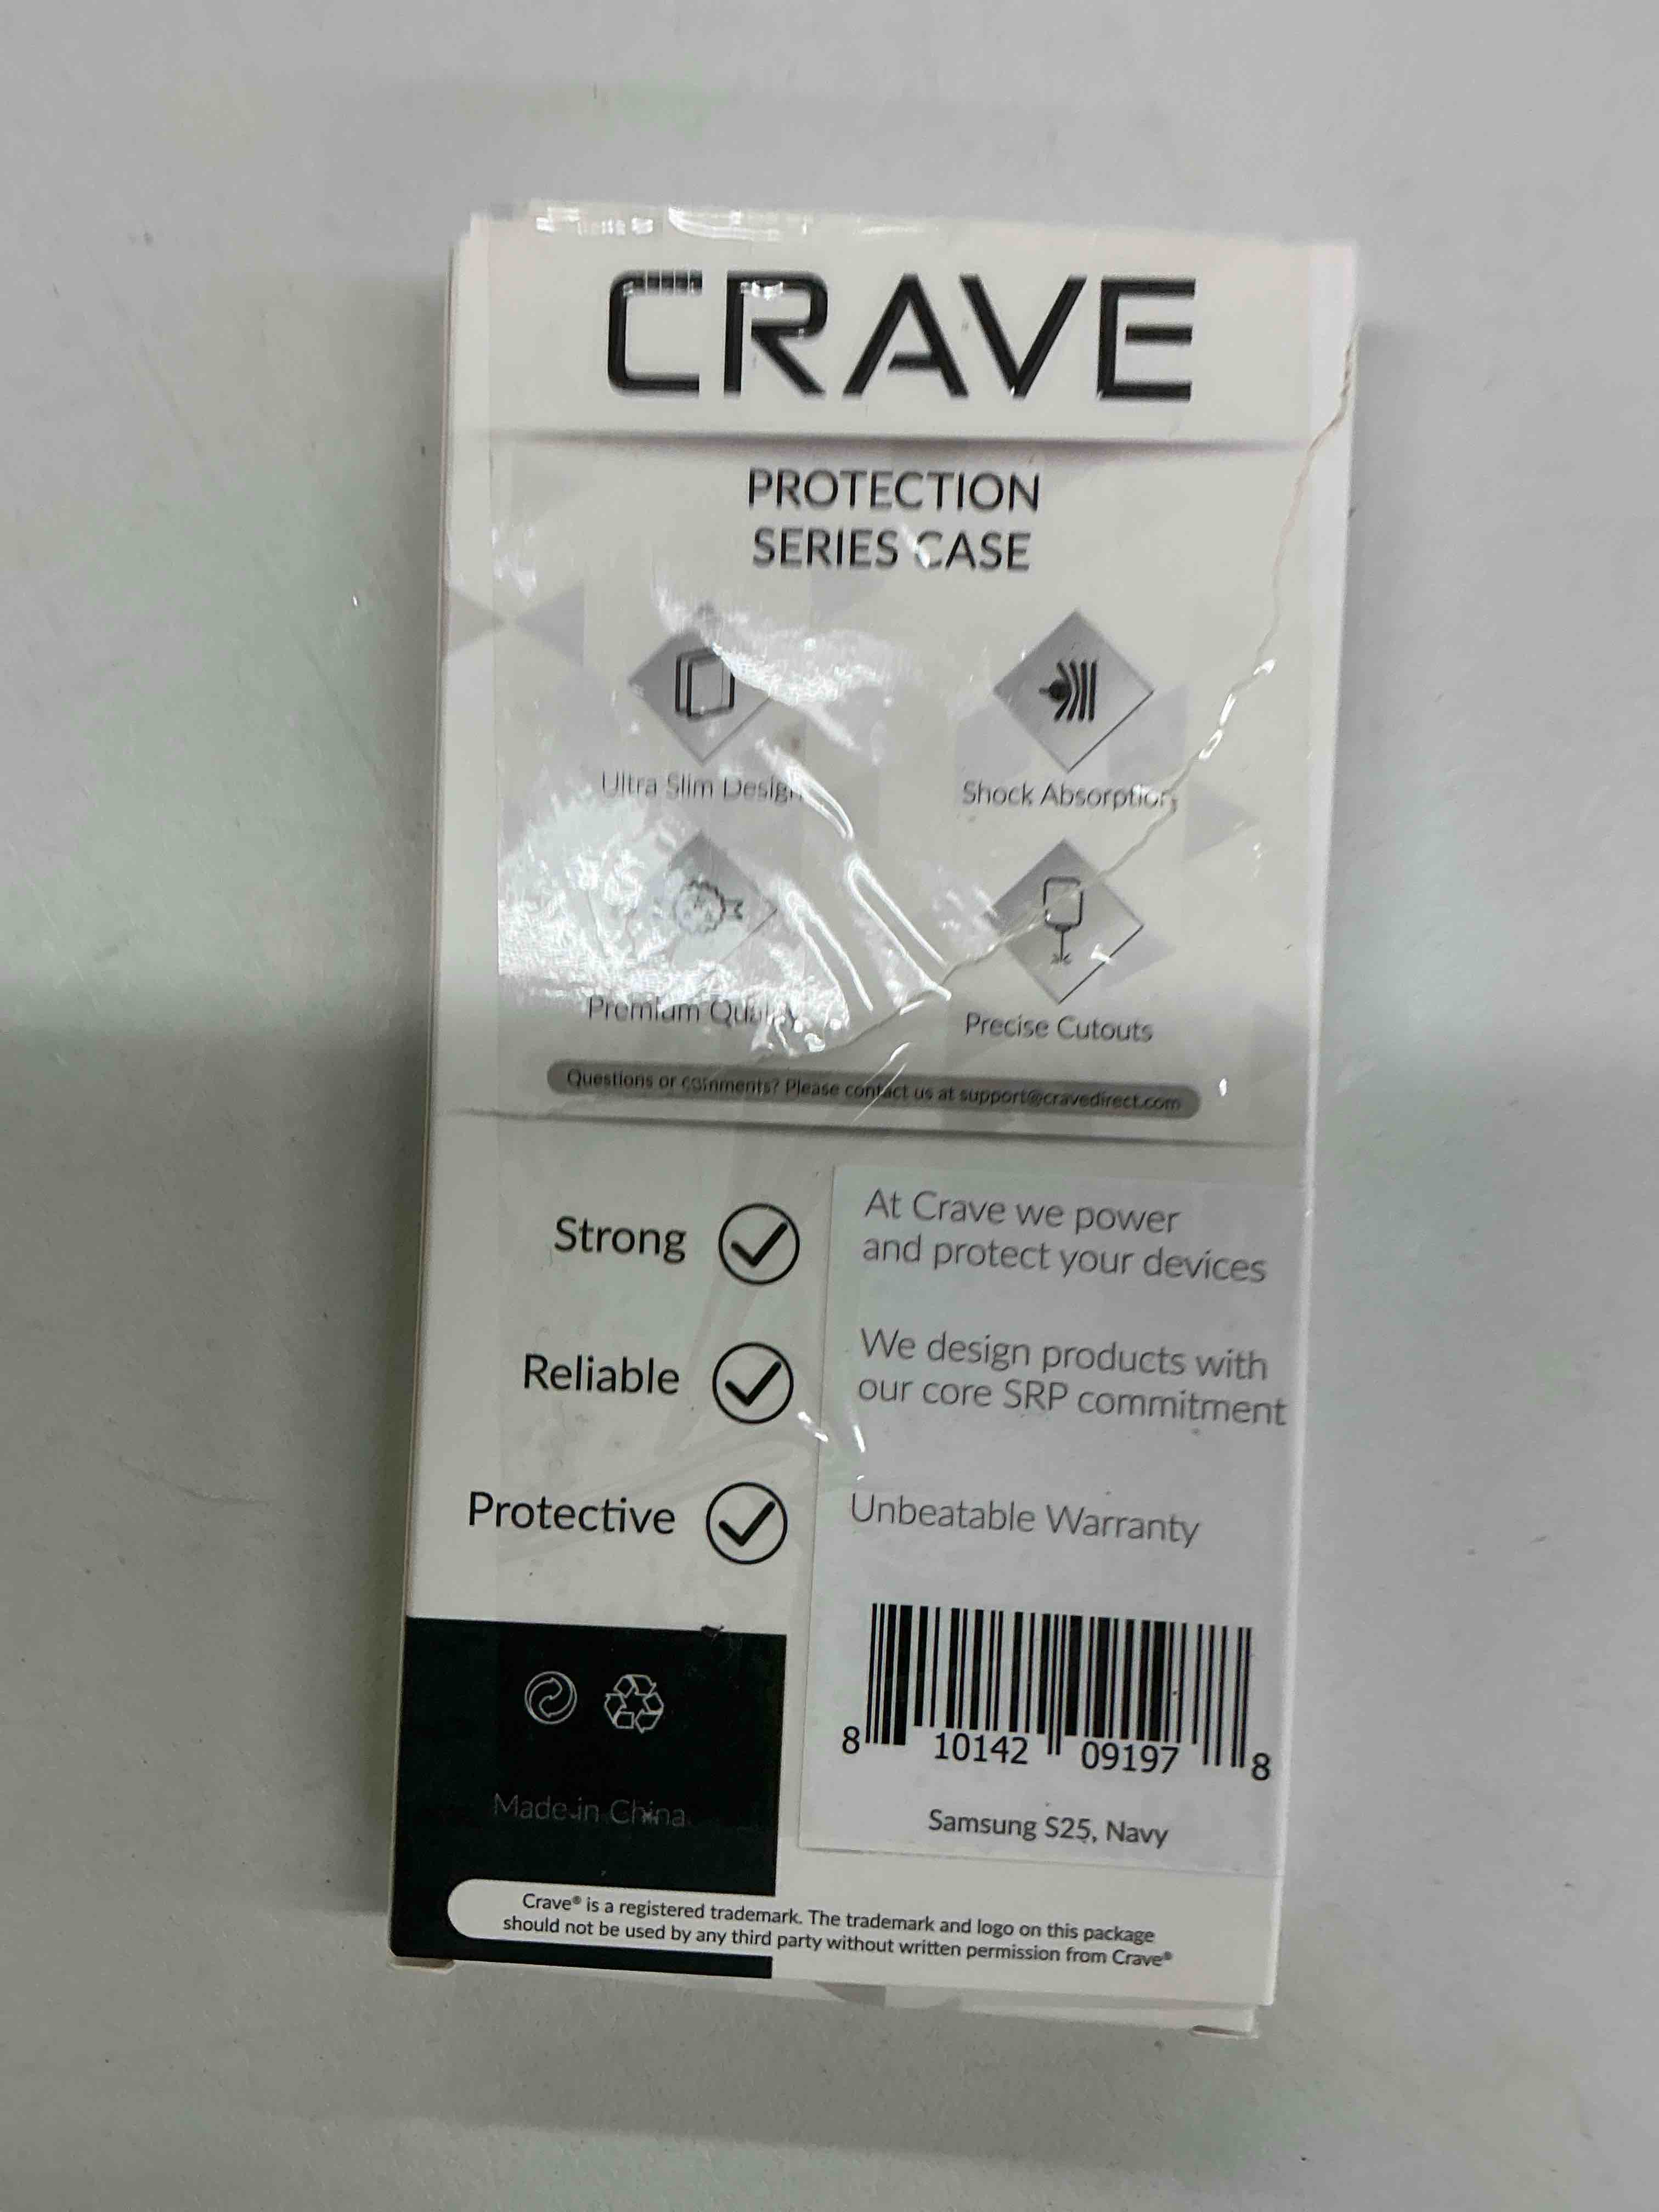 CRAVE
PROTECTION
SERIES CASE
Ultra Slim Design
Shock Absorption
Premium Quality
Precise Cutouts
Questions or comments? Please contact us at support@cravedirect.com
Strong
Reliable
Protective
At Crave we power
and protect your devices
We design products with
our core SRP commitment
Unbeatable Warranty
8 10142 09197 8
Samsung S25, Navy
Made in China
Crave® is a registered trademark. The trademark and logo on this package
should not be used by any third party without written permission from Crave®